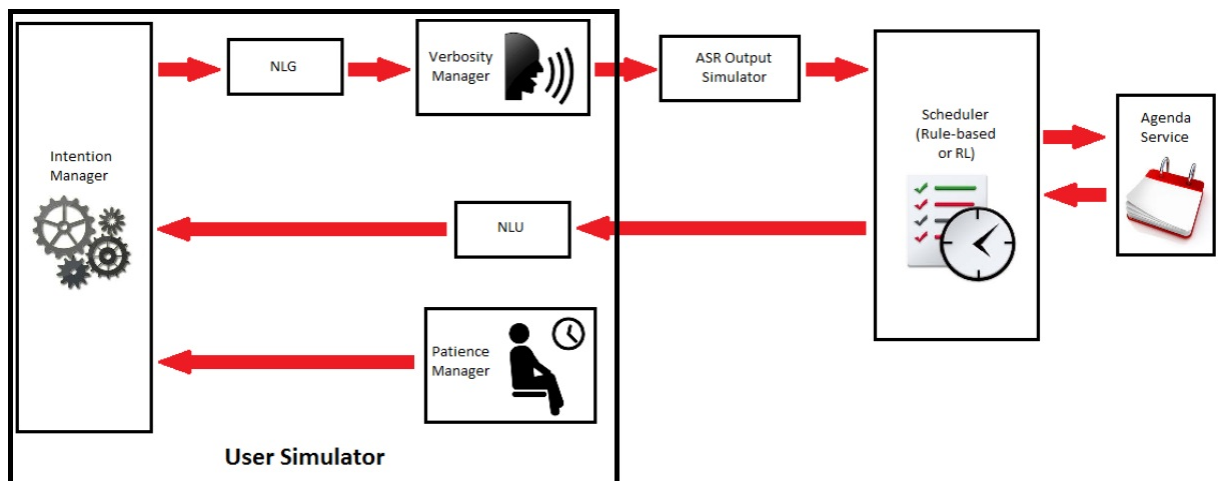 NLG
Verbosity
Manager
ASR Output
Simulator
Scheduler
(Rule-based
or RL)
Agenda
Service
Intention
Manager
NLU
Patience
Manager
User Simulator